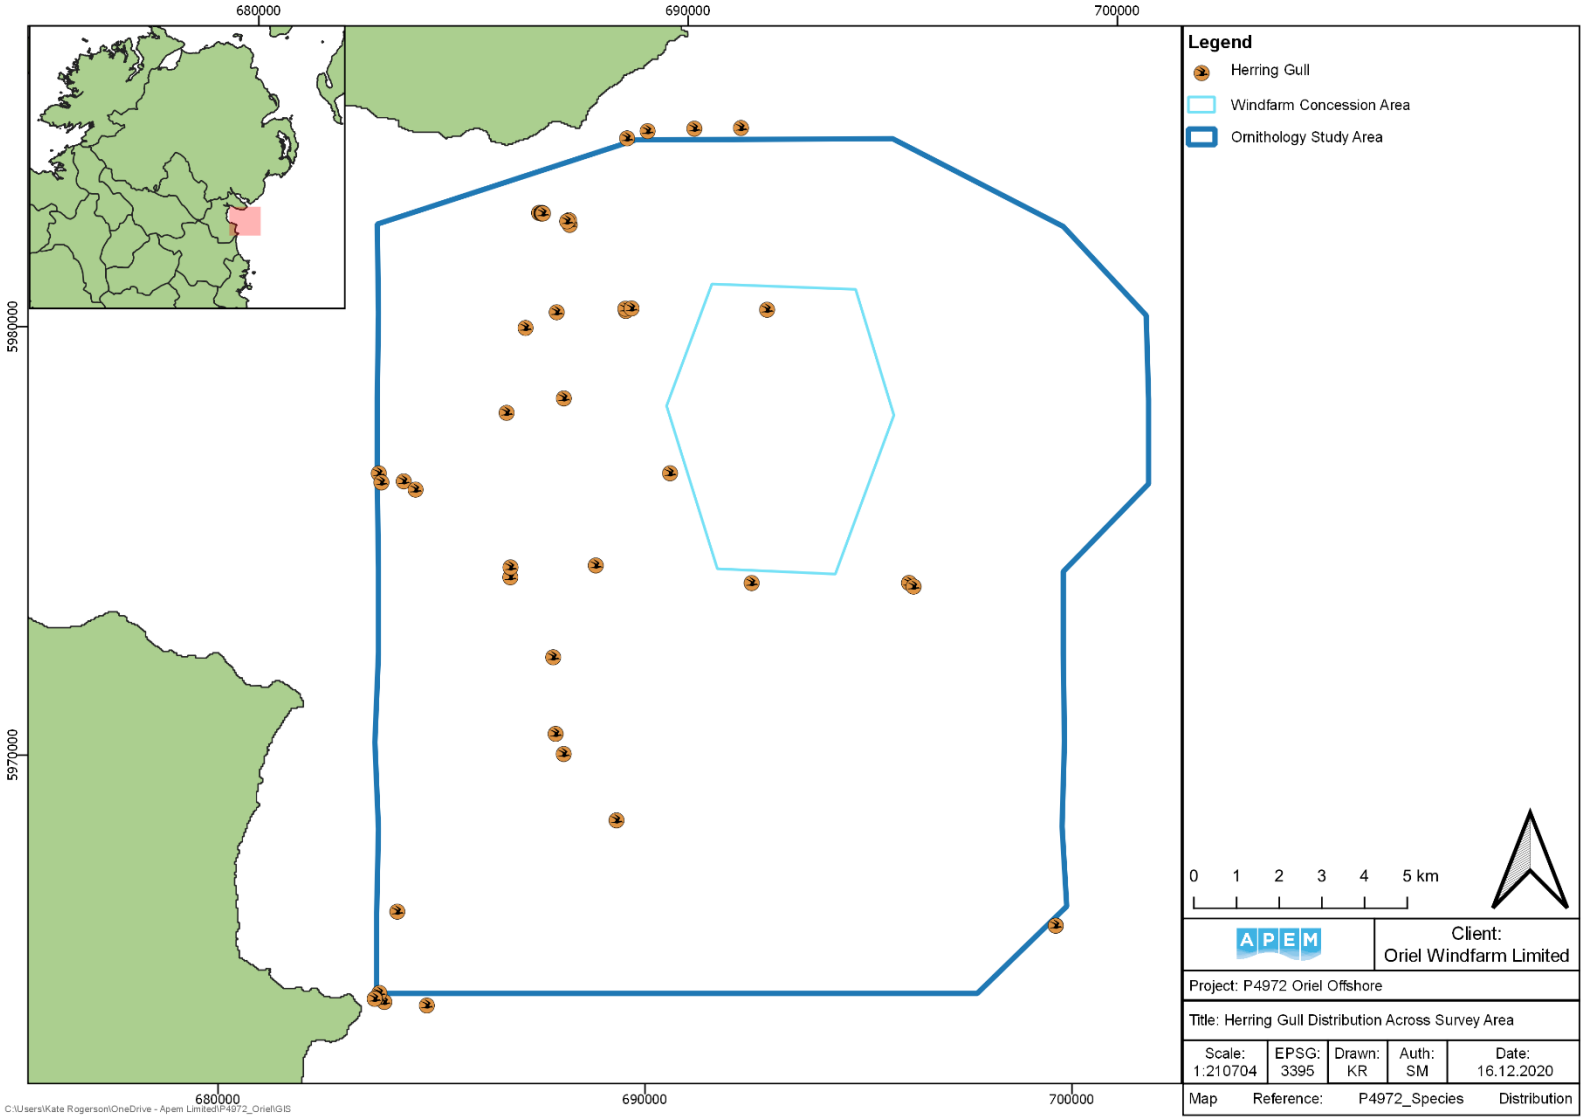 680000
690000
700000
5980000
5970000
680000
690000
700000
Legend
Herring Gull
Windfarm Concession Area
Ornithology Study Area
0 1 2 3 4 5 km
APEM
Client:
Oriel Windfarm Limited
Project: P4972 Oriel Offshore
Title: Herring Gull Distribution Across Survey Area
Scale:
1:210704
EPSG:
3395
Drawn:
KR
Auth:
SM
Date:
16.12.2020
Map Reference: P4972_Species Distribution
C:\Users\Kate Rogerson\OneDrive - Apem Limited\P4972_Oriel\GIS